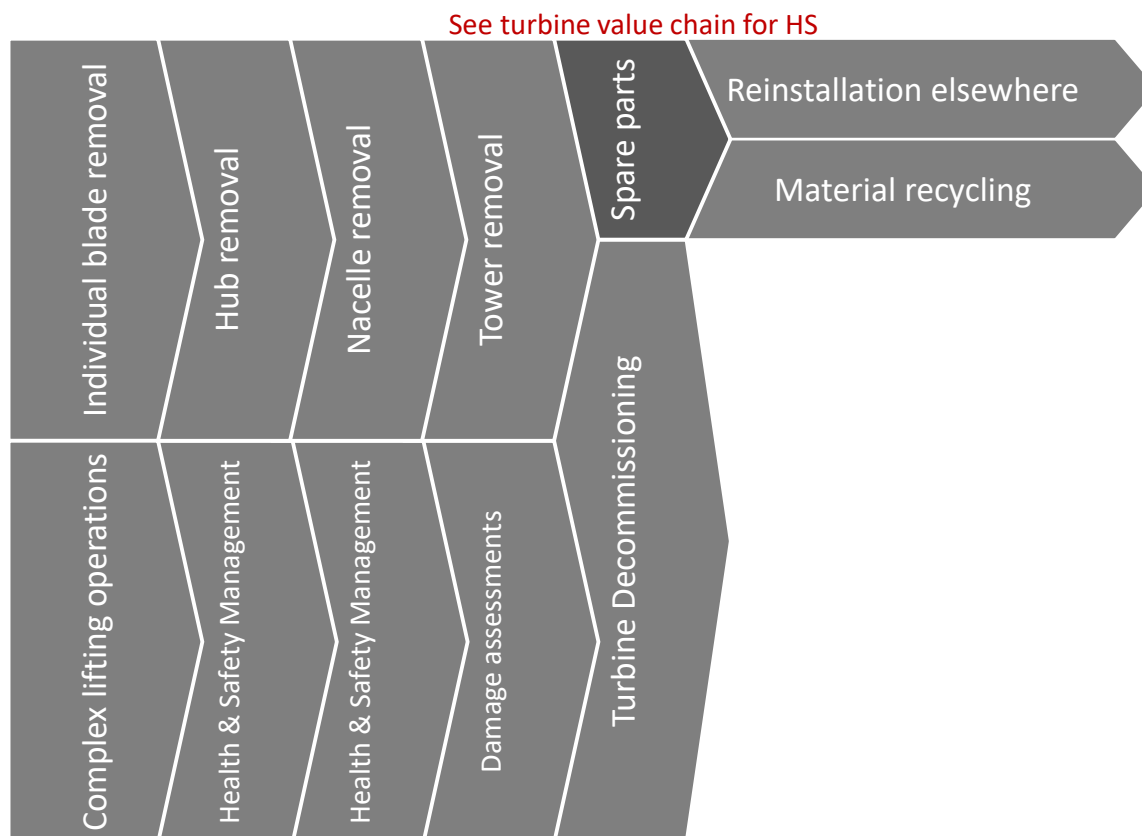 See turbine value chain for HS
Individual blade removal
Hub removal
Nacelle removal
Tower removal
Spare parts
Reinstallation elsewhere
Material recycling
Complex lifting operations
Health & Safety Management
Health & Safety Management
Damage assessments
Turbine Decommissioning